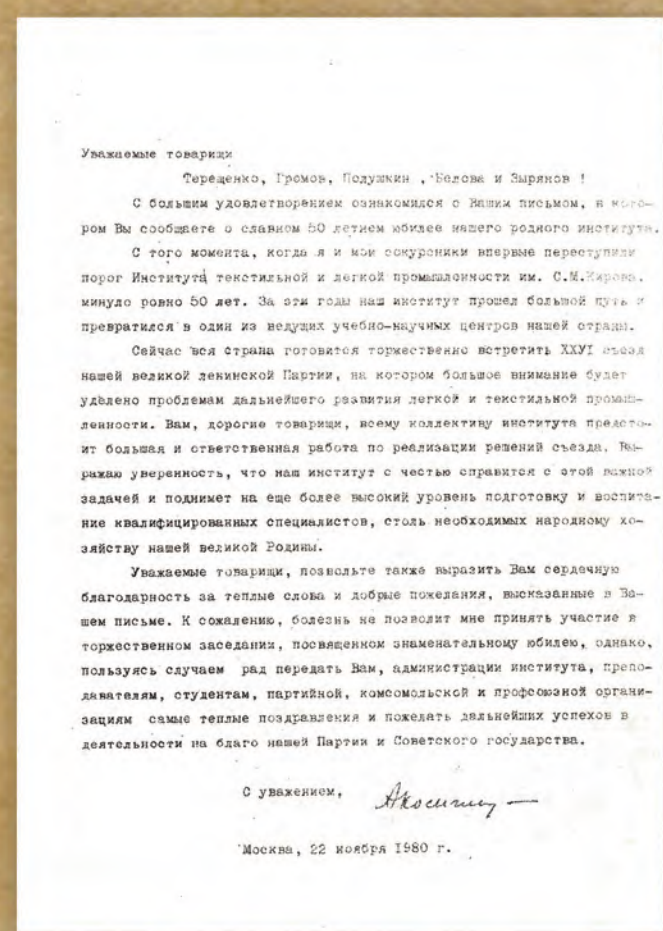 Уважаемые товарищи
Терещенко, Громов, Подушкин, Белова и Зырянов !
С большим удовлетворением ознакомился с Вашим письмом, в кото-
ром Вы сообщаете о славном 50 летнем юбилее нашего родного института.
С того момента, когда я и мои сокурсники впервые переступили
порог Института текстильной и легкой промышленности им. С.М.Кирова,
минуло ровно 50 лет. За эти годы наш институт прошел большой путь и
превратился в один из ведущих учебно-научных центров нашей страны.
Сейчас вся страна готовится торжественно встретить ХХУІ съезд
нашей великой ленинской Партии, на котором большое внимание будет
уделено проблемам дальнейшего развития легкой и текстильной промыш-
ленности. Вам, дорогие товарищи, всему коллективу института предсто-
ит большая и ответственная работа по реализации решений съезда. Вы-
ражаю уверенность, что наш институт с честью справится с этой важной
задачей и поднимет на еще более высокий уровень подготовку и воспита-
ние квалифицированных специалистов, столь необходимых народному хо-
зяйству нашей великой Родины.
Уважаемые товарищи, позвольте также выразить Вам сердечную
благодарность за теплые слова и добрые пожелания, высказанные в Ва-
шем письме. К сожалению, болезнь не позволит мне принять участие в
торжественном заседании, посвященном знаменательному юбилею, однако,
пользуясь случаем рад передать Вам, администрации института, препо-
давателям, студентам, партийной, комсомольской и профсоюзной органи-
зациям самые теплые поздравления и пожелать дальнейших успехов в
деятельности на благо нашей Партии и Советского государства.
С уважением, АКосыгин
Москва, 22 ноября 1980 г.